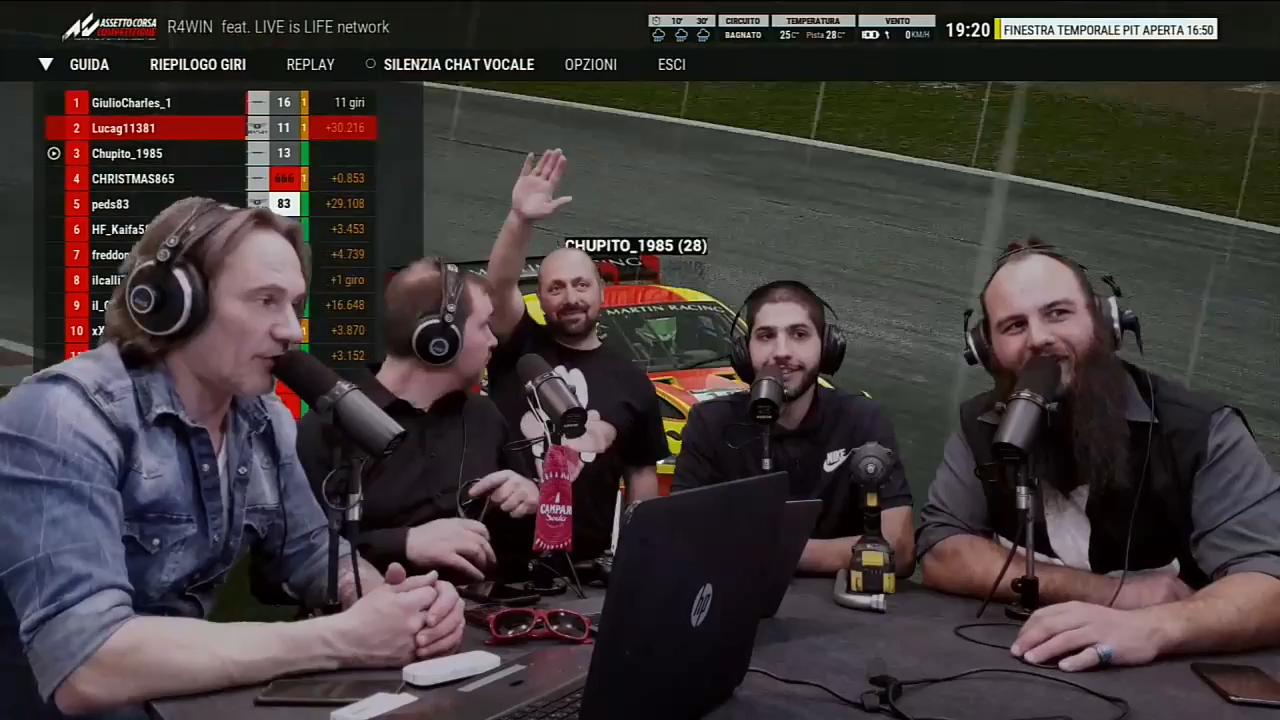 ASSETTO CORSA
COMPETIZIONE
R4WIN feat. LIVE is LIFE network
10' 30'
CIRCUITO
BAGNATO
TEMPERATURA
25C° Pista 28C°
VENTO
0KM/H
19:20
FINESTRA TEMPORALE PIT APERTA 16:50
GUIDA RIEPILOGO GIRI REPLAY SILENZIA CHAT VOCALE OPZIONI ESCI
1 GiulioCharles_1 16 1 11 giri
2 Lucag11381 11 1 +30.216
3 Chupito_1985 13
4 CHRISTMAS865 666 1 +0.853
5 peds83 83 +29.108
6 HF_Kaifa5 +3.453
7 freddo +4.739
8 ilcalli +1 giro
9 +16.648
10 +3.870
+3.152
CHUPITO_1985 (28)
MARTIN RACING
CAMPARI
Soda
NIKE
hp